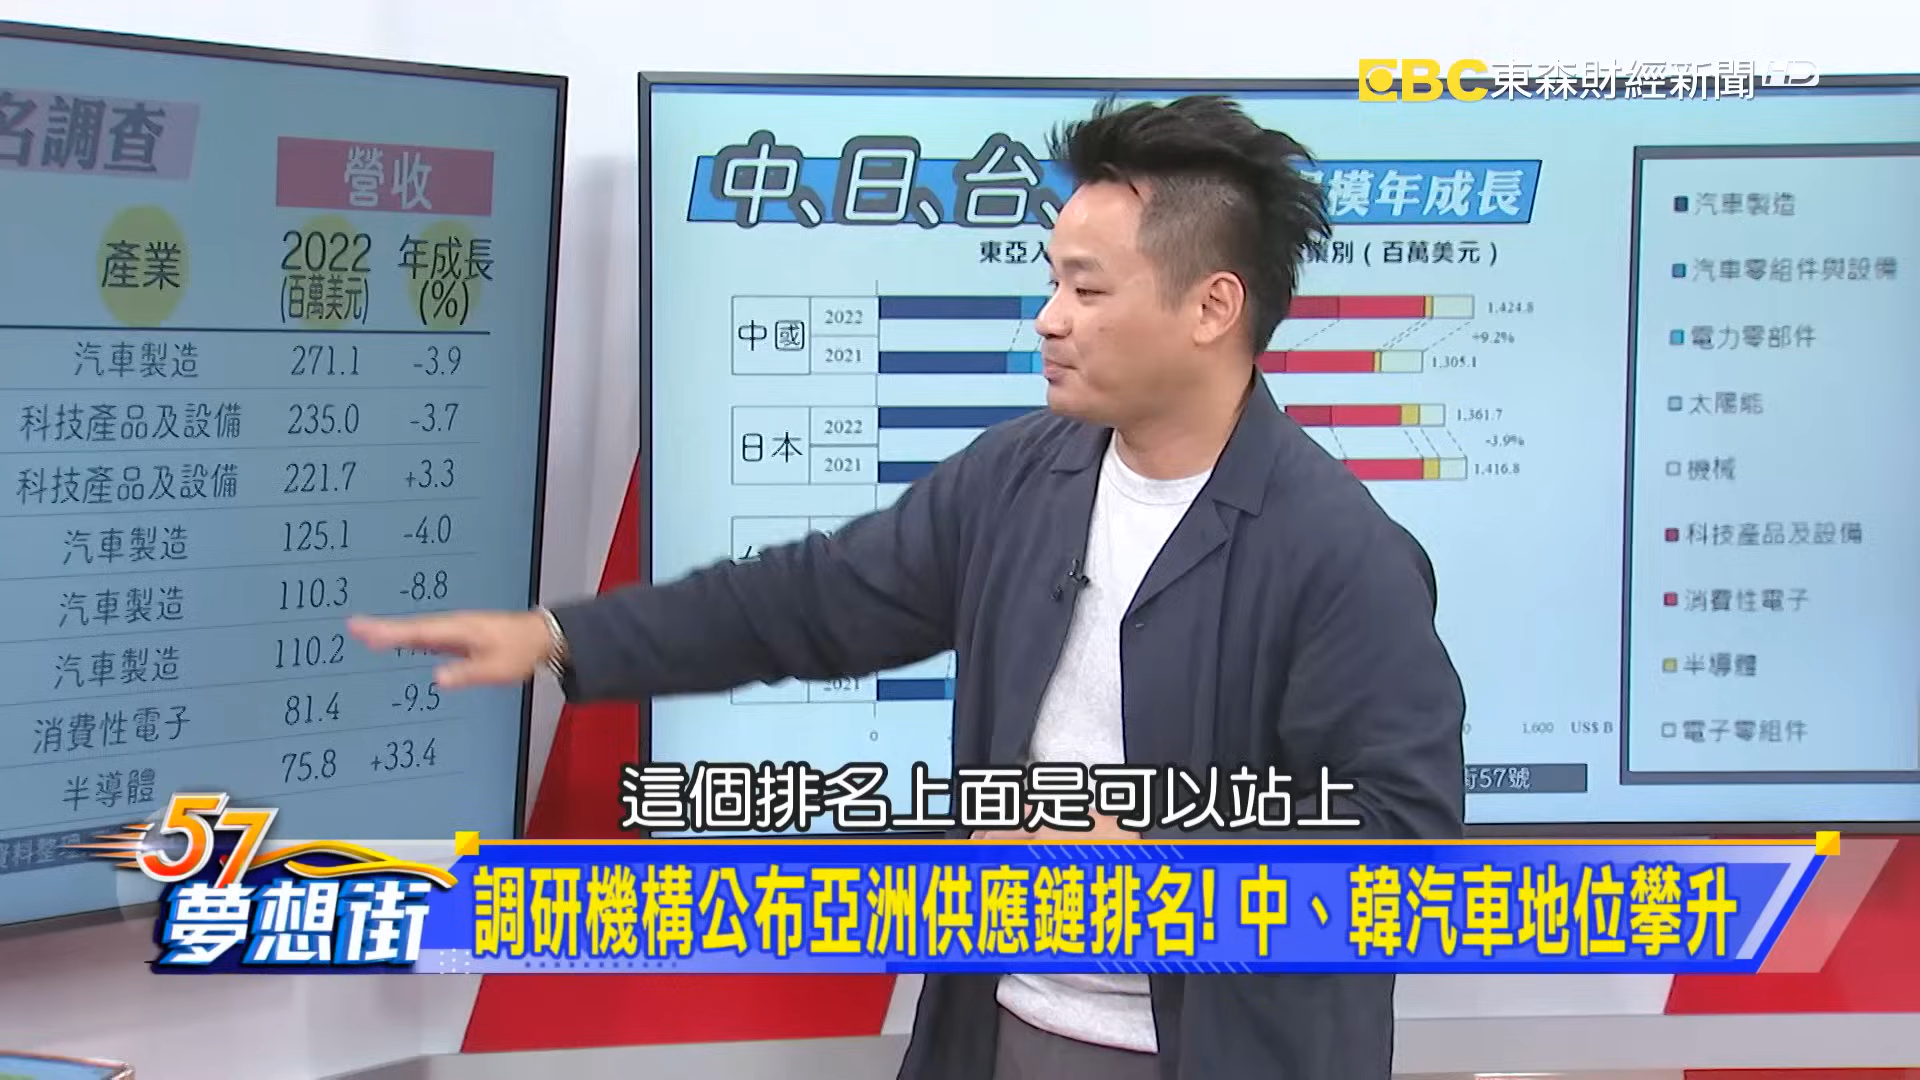 EBC東森財經新聞HD
名調查
營收
產業
2022
(百萬美元)
年成長
(%)
汽車製造 271.1 -3.9
科技產品及設備 235.0 -3.7
科技產品及設備 221.7 +3.3
汽車製造 125.1 -4.0
汽車製造 110.3 -8.8
汽車製造 110.2
消費性電子 81.4 -9.5
半導體 75.8 +33.4
中、日、台、
模年成長
東亞入
業別(百萬美元)
中國
2022
1,424.8
+9.2%
2021
1,305.1
日本
2022
1,361.7
-3.9%
2021
1,416.8
2021
0
1,600 US$ B
街57號
汽車製造
汽車零組件與設備
電力零部件
太陽能
機械
科技產品及設備
消費性電子
半導體
電子零組件
這個排名上面是可以站上
57
夢想街
調研機構公布亞洲供應鏈排名!中、韓汽車地位攀升